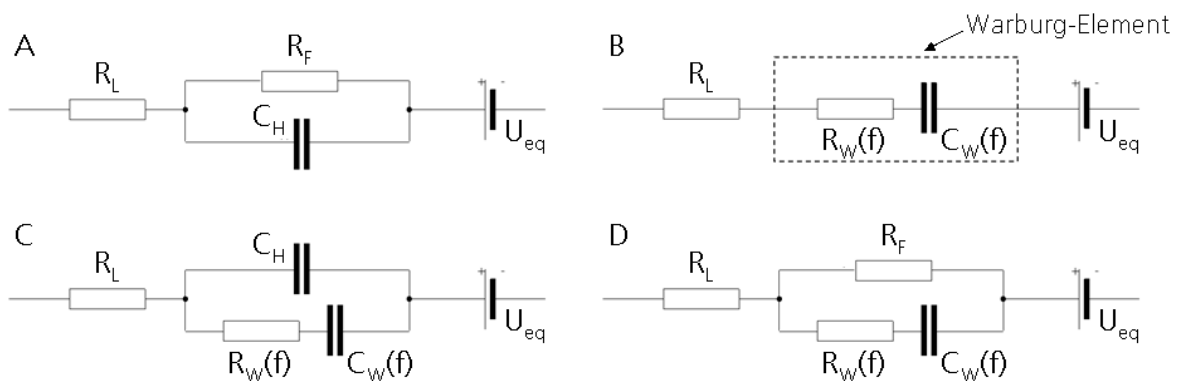 Warburg-Element
A
R_F
R_L
C_H
+ -
U_eq
B
R_L
R_W(f) C_W(f)
+ -
U_eq
C
C_H
R_L
R_W(f) C_W(f)
+ -
U_eq
D
R_F
R_L
R_W(f) C_W(f)
+ -
U_eq